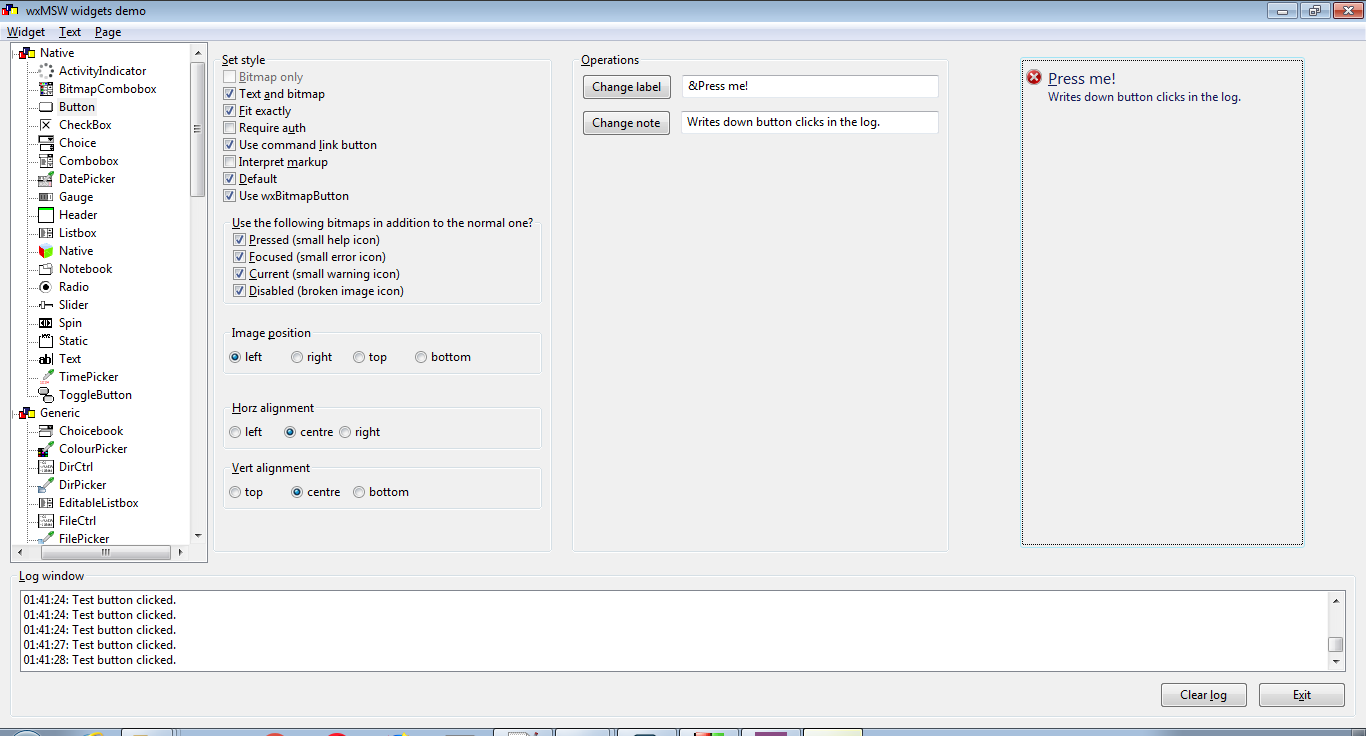 wxMSW widgets demo
Widget Text Page
Native
ActivityIndicator
BitmapCombobox
Button
CheckBox
Choice
Combobox
DatePicker
Gauge
Header
Listbox
Native
Notebook
Radio
Slider
Spin
Static
Text
TimePicker
ToggleButton
Generic
Choicebook
ColourPicker
DirCtrl
DirPicker
EditableListbox
FileCtrl
FilePicker
Set style
Bitmap only
Text and bitmap
Fit exactly
Require auth
Use command link button
Interpret markup
Default
Use wxBitmapButton
Use the following bitmaps in addition to the normal one?
Pressed (small help icon)
Focused (small error icon)
Current (small warning icon)
Disabled (broken image icon)
Image position
left right top bottom
Horz alignment
left centre right
Vert alignment
top centre bottom
Operations
Change label &Press me!
Change note Writes down button clicks in the log.
Press me!
Writes down button clicks in the log.
Log window
01:41:24: Test button clicked.
01:41:24: Test button clicked.
01:41:24: Test button clicked.
01:41:27: Test button clicked.
01:41:28: Test button clicked.
Clear log Exit